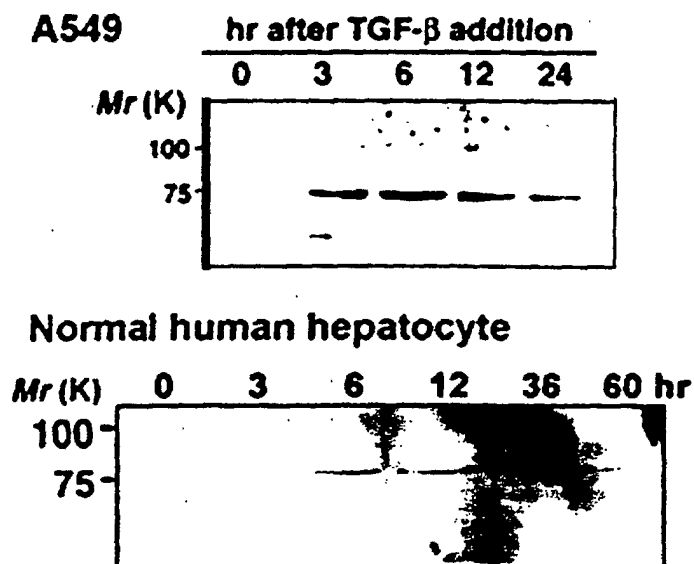 A549 hr after TGF-β addition
0 3 6 12 24
Mr (K)
100
75
Normal human hepatocyte
Mr (K) 0 3 6 12 36 60 hr
100
75